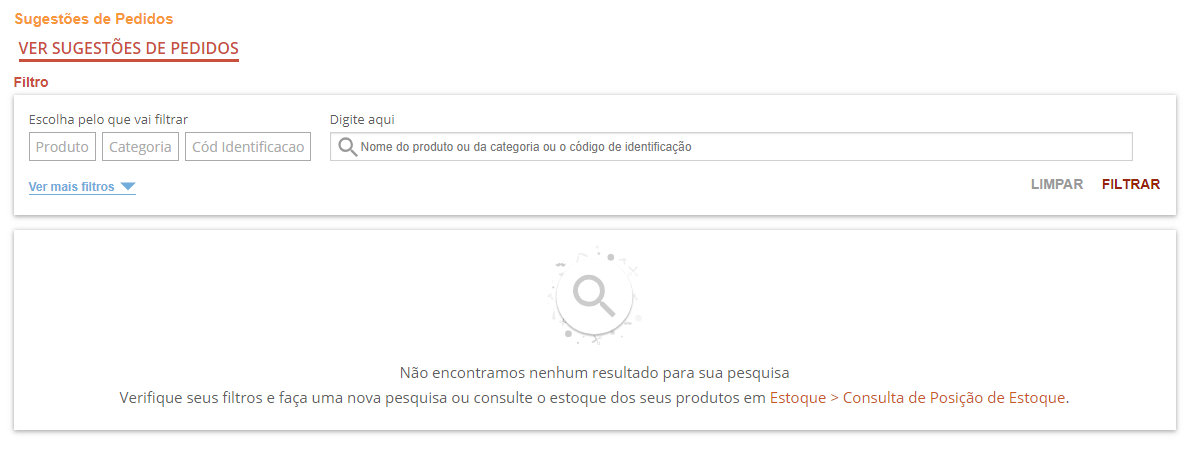 Sugestões de Pedidos
VER SUGESTÕES DE PEDIDOS
Filtro
Escolha pelo que vai filtrar
Digite aqui
Produto
Categoria
Cód Identificacao
Nome do produto ou da categoria ou o código de identificação
Ver mais filtros
LIMPAR
FILTRAR
Não encontramos nenhum resultado para sua pesquisa
Verifique seus filtros e faça uma nova pesquisa ou consulte o estoque dos seus produtos em Estoque > Consulta de Posição de Estoque.